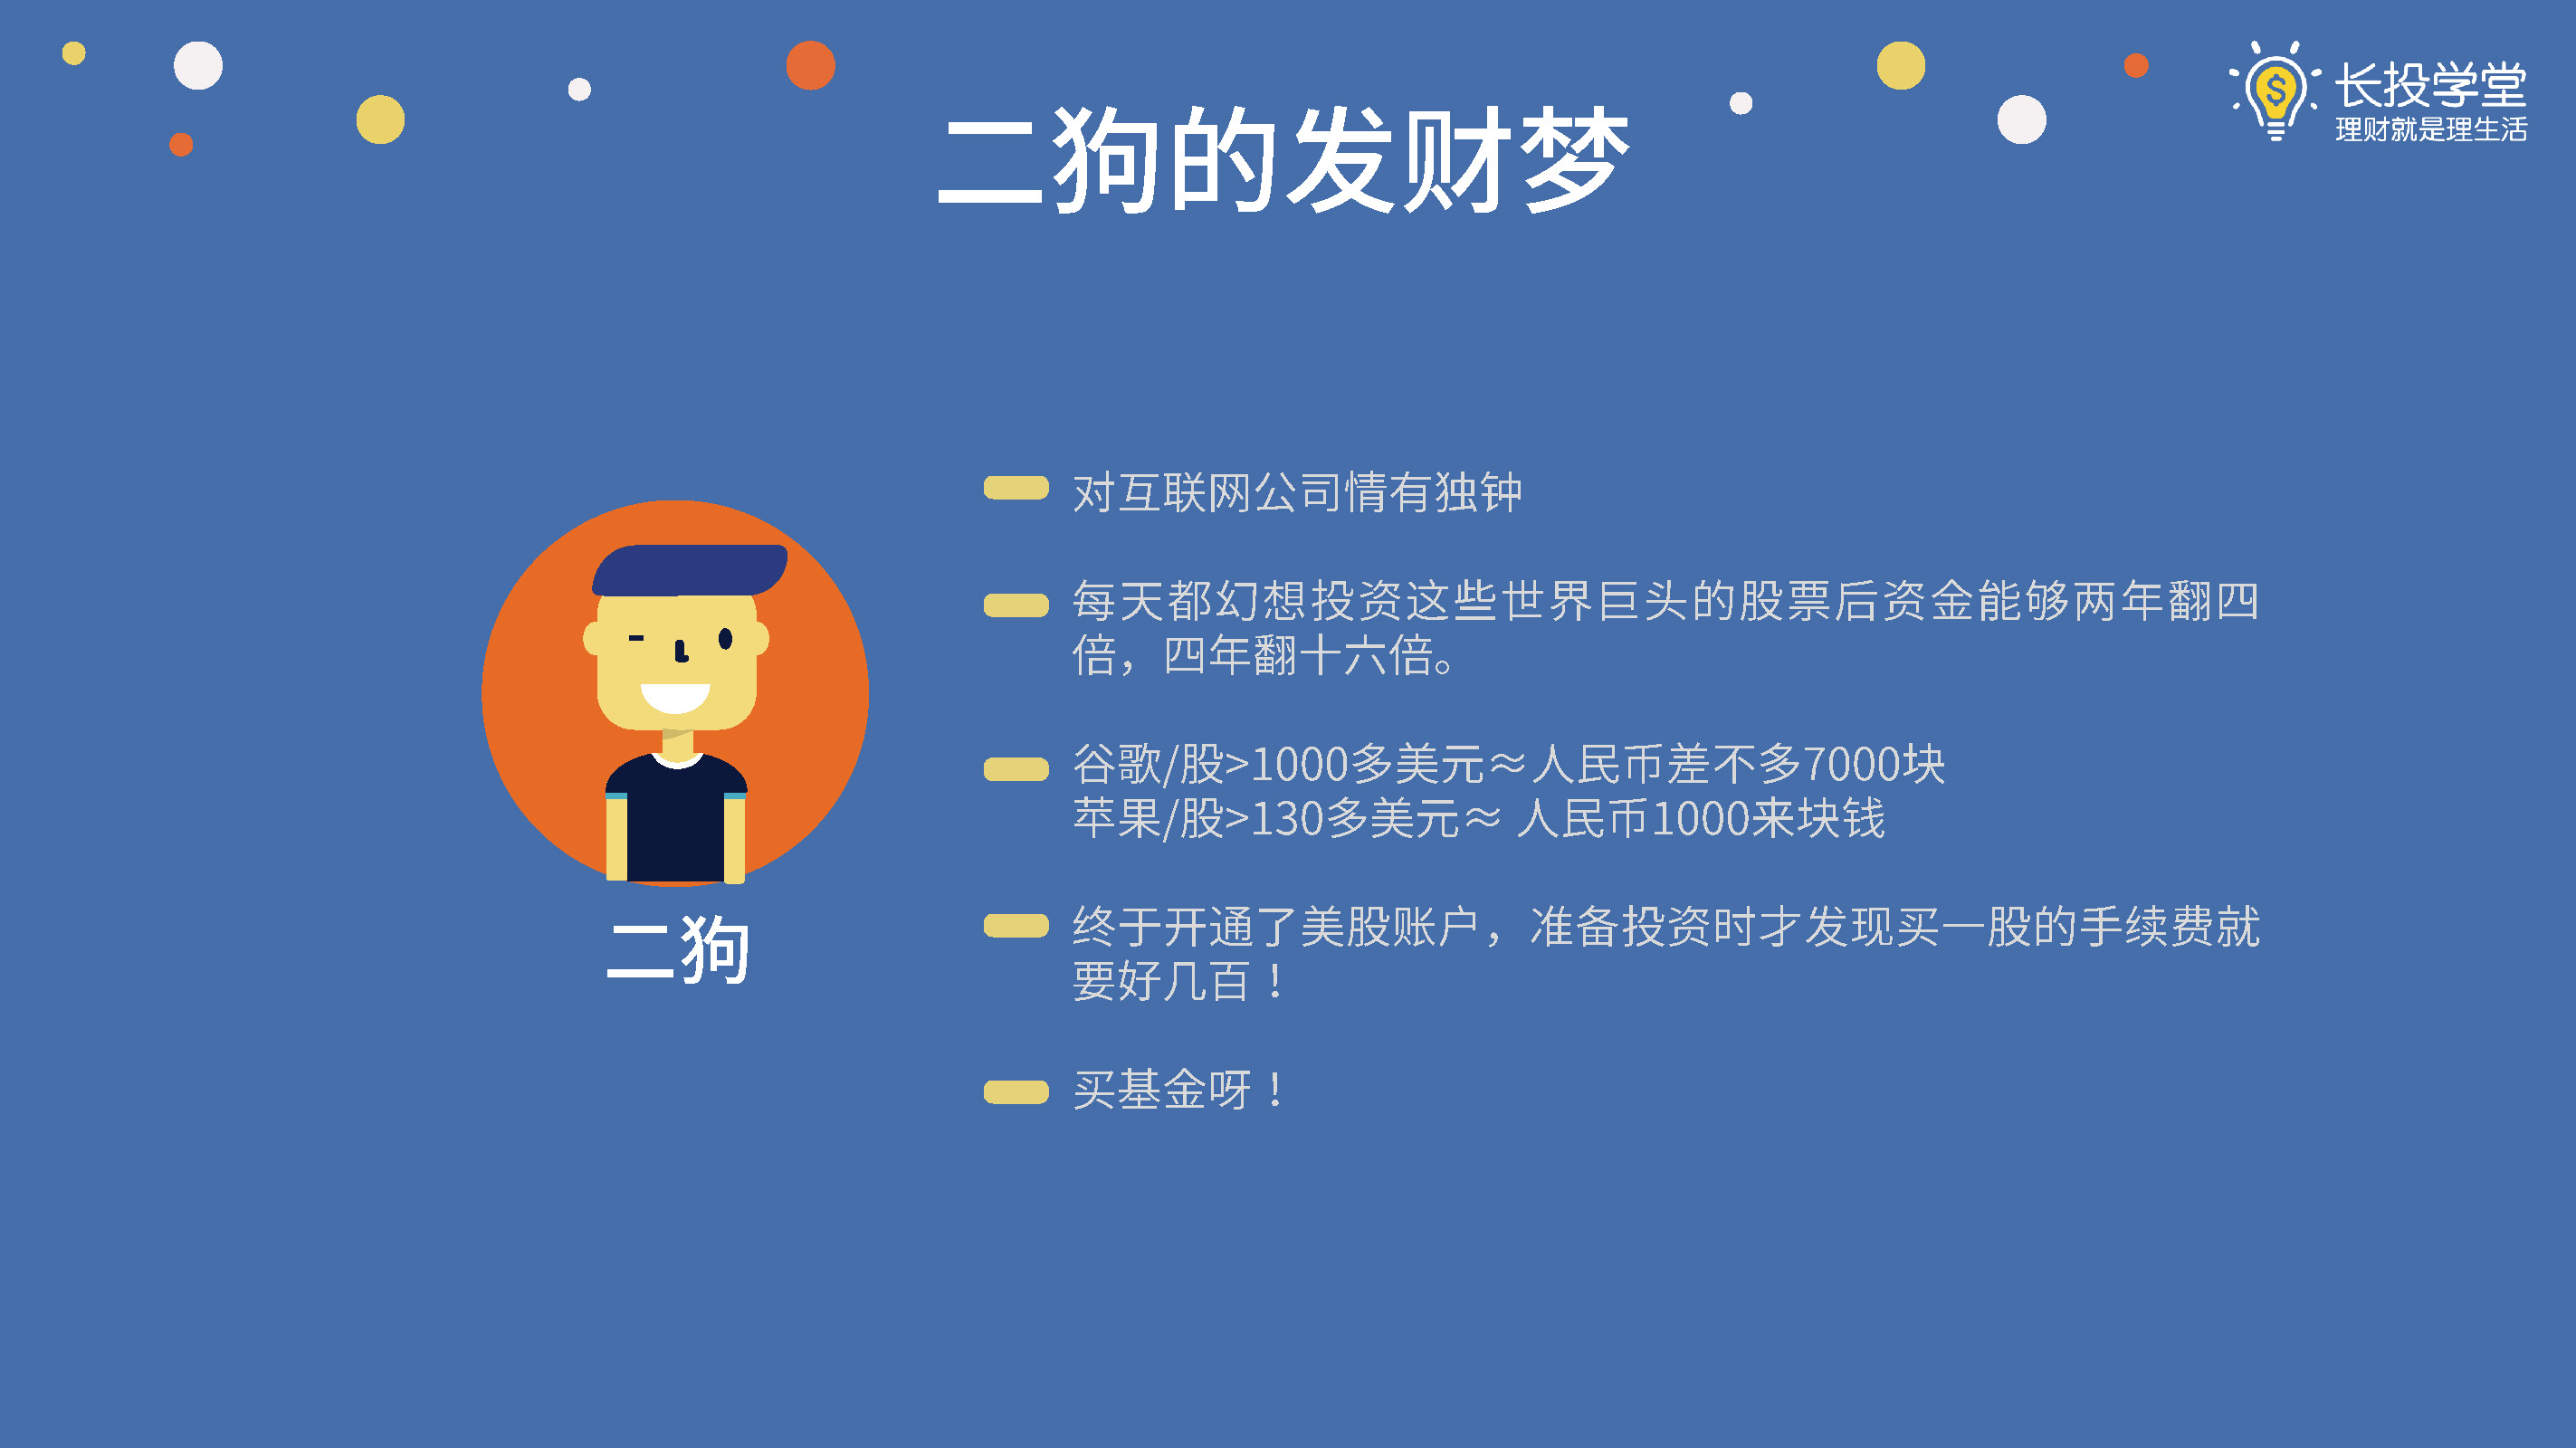 长投学堂
理财就是理生活
二狗的发财梦
对互联网公司情有独钟
每天都幻想投资这些世界巨头的股票后资金能够两年翻四
倍，四年翻十六倍。
谷歌/股>1000多美元≈人民币差不多7000块
苹果/股>130多美元≈ 人民币1000来块钱
终于开通了美股账户，准备投资时才发现买一股的手续费就
要好几百！
买基金呀！
二狗